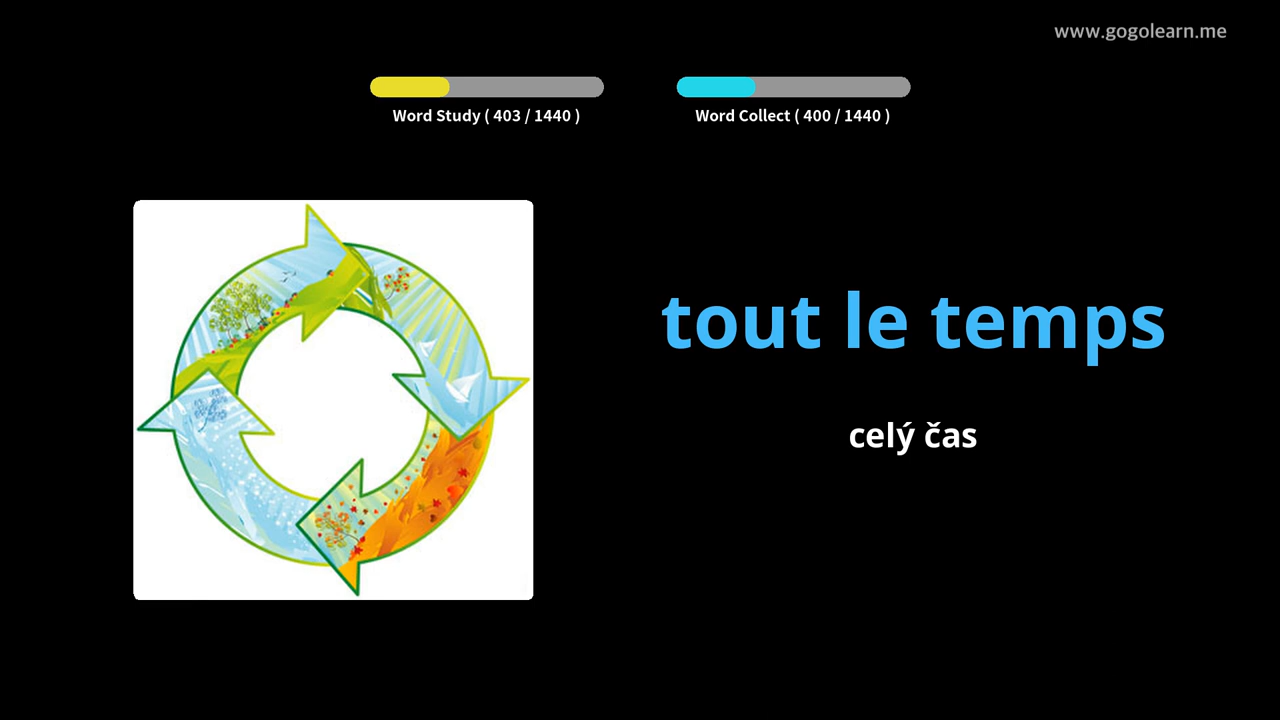 www.gogolearn.me
Word Study ( 403 / 1440 )
Word Collect ( 400 / 1440 )
tout le temps
celý čas